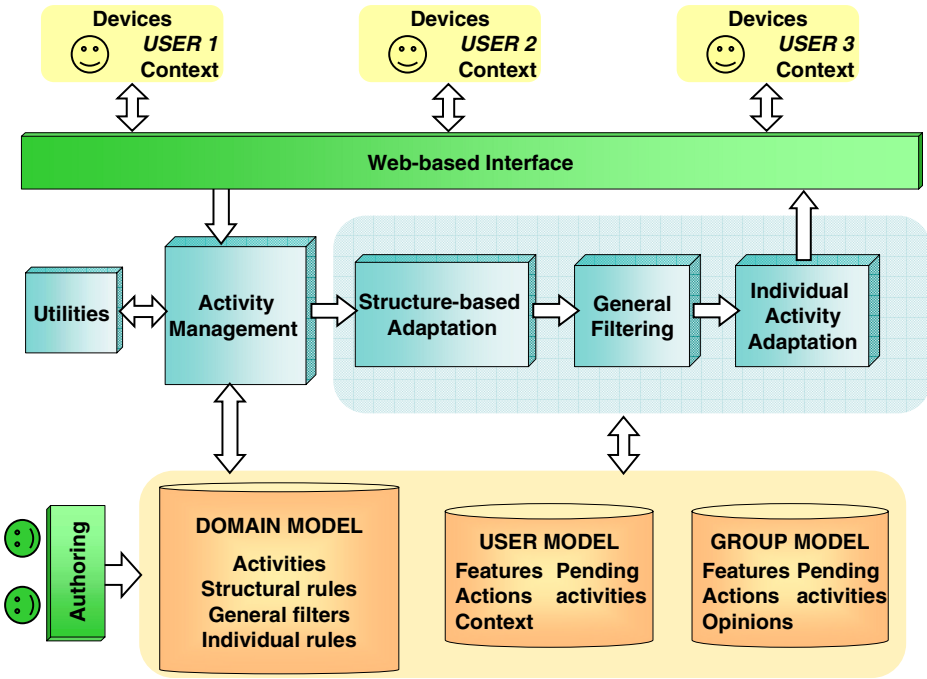 Devices
USER 1
Context
Devices
USER 2
Context
Devices
USER 3
Context
Web-based Interface
Utilities
Activity
Management
Structure-based
Adaptation
General
Filtering
Individual
Activity
Adaptation
Authoring
DOMAIN MODEL
Activities
Structural rules
General filters
Individual rules
USER MODEL
Features Pending
Actions activities
Context
GROUP MODEL
Features Pending
Actions activities
Opinions